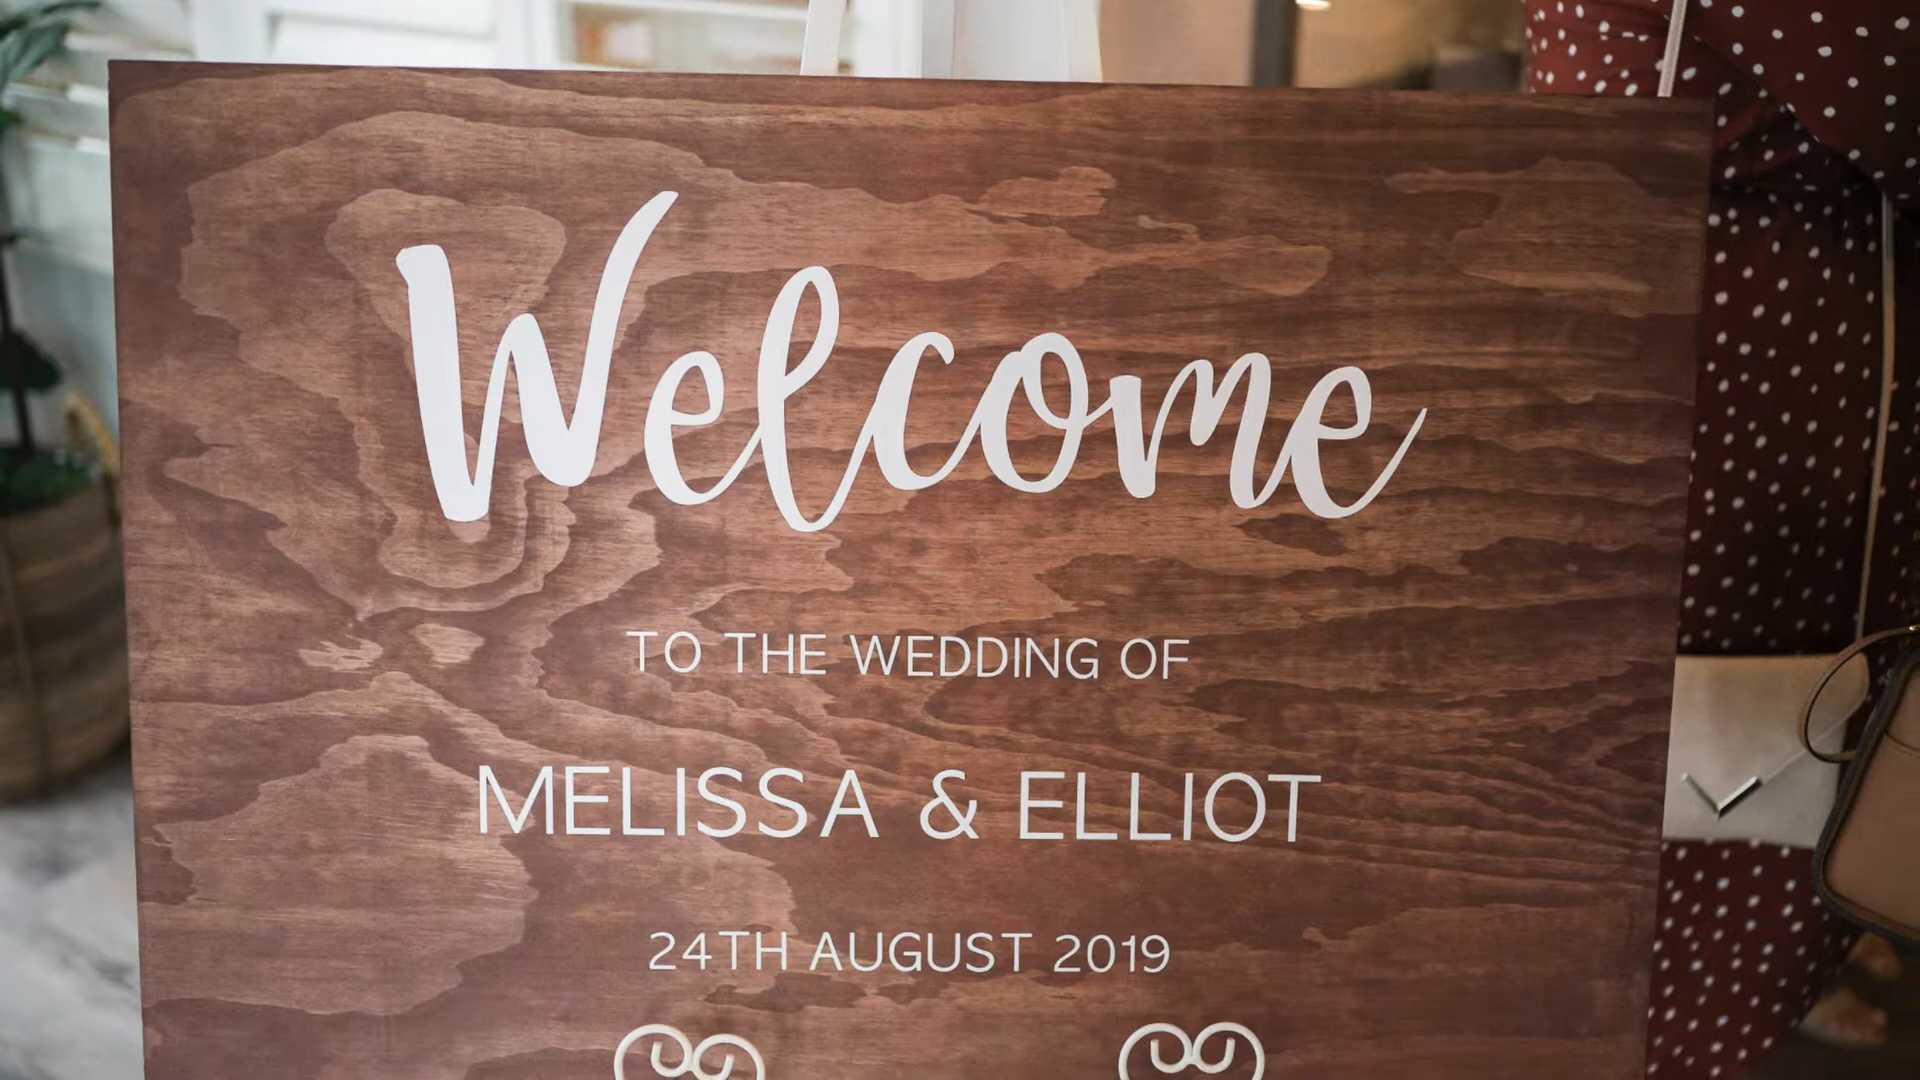 Welcome
TO THE WEDDING OF
MELISSA & ELLIOT
24TH AUGUST 2019